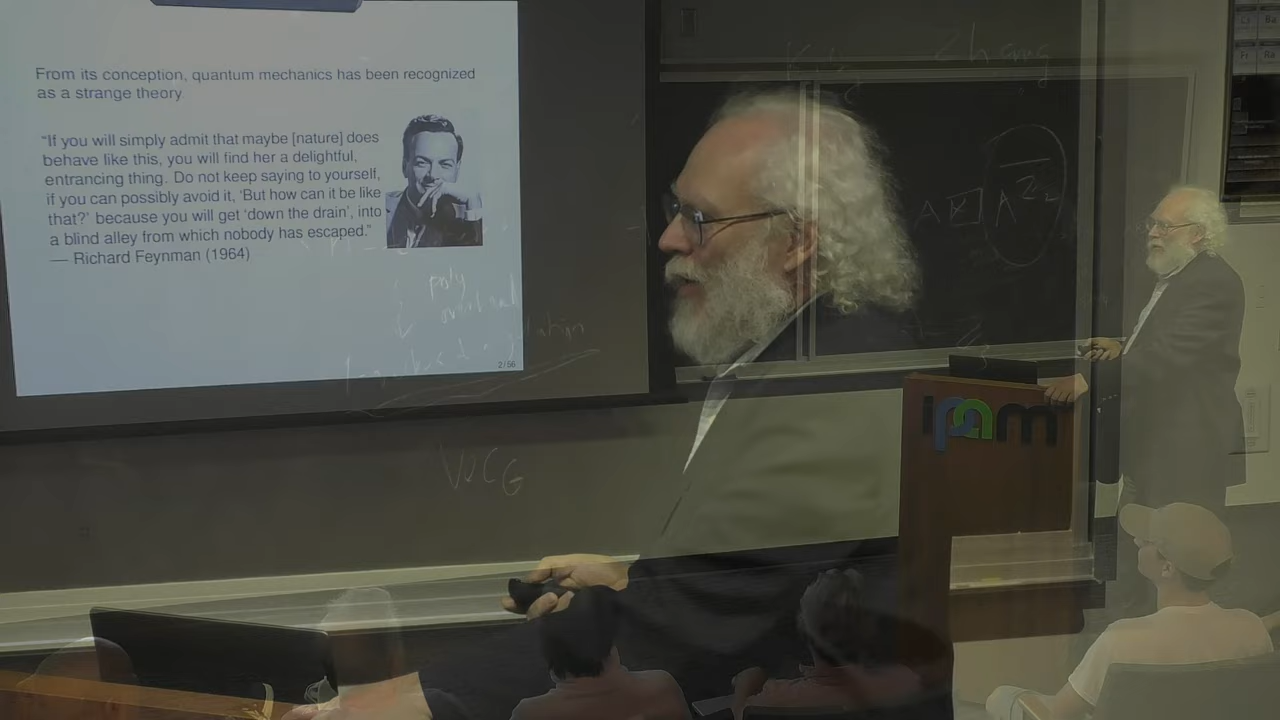 From its conception, quantum mechanics has been recognized
as a strange theory.
"If you will simply admit that maybe [nature] does
behave like this, you will find her a delightful,
entrancing thing. Do not keep saying to yourself,
if you can possibly avoid it, 'But how can it be like
that?' because you will get 'down the drain', into
a blind alley from which nobody has escaped."
— Richard Feynman (1964)
2/56
poly
ipam